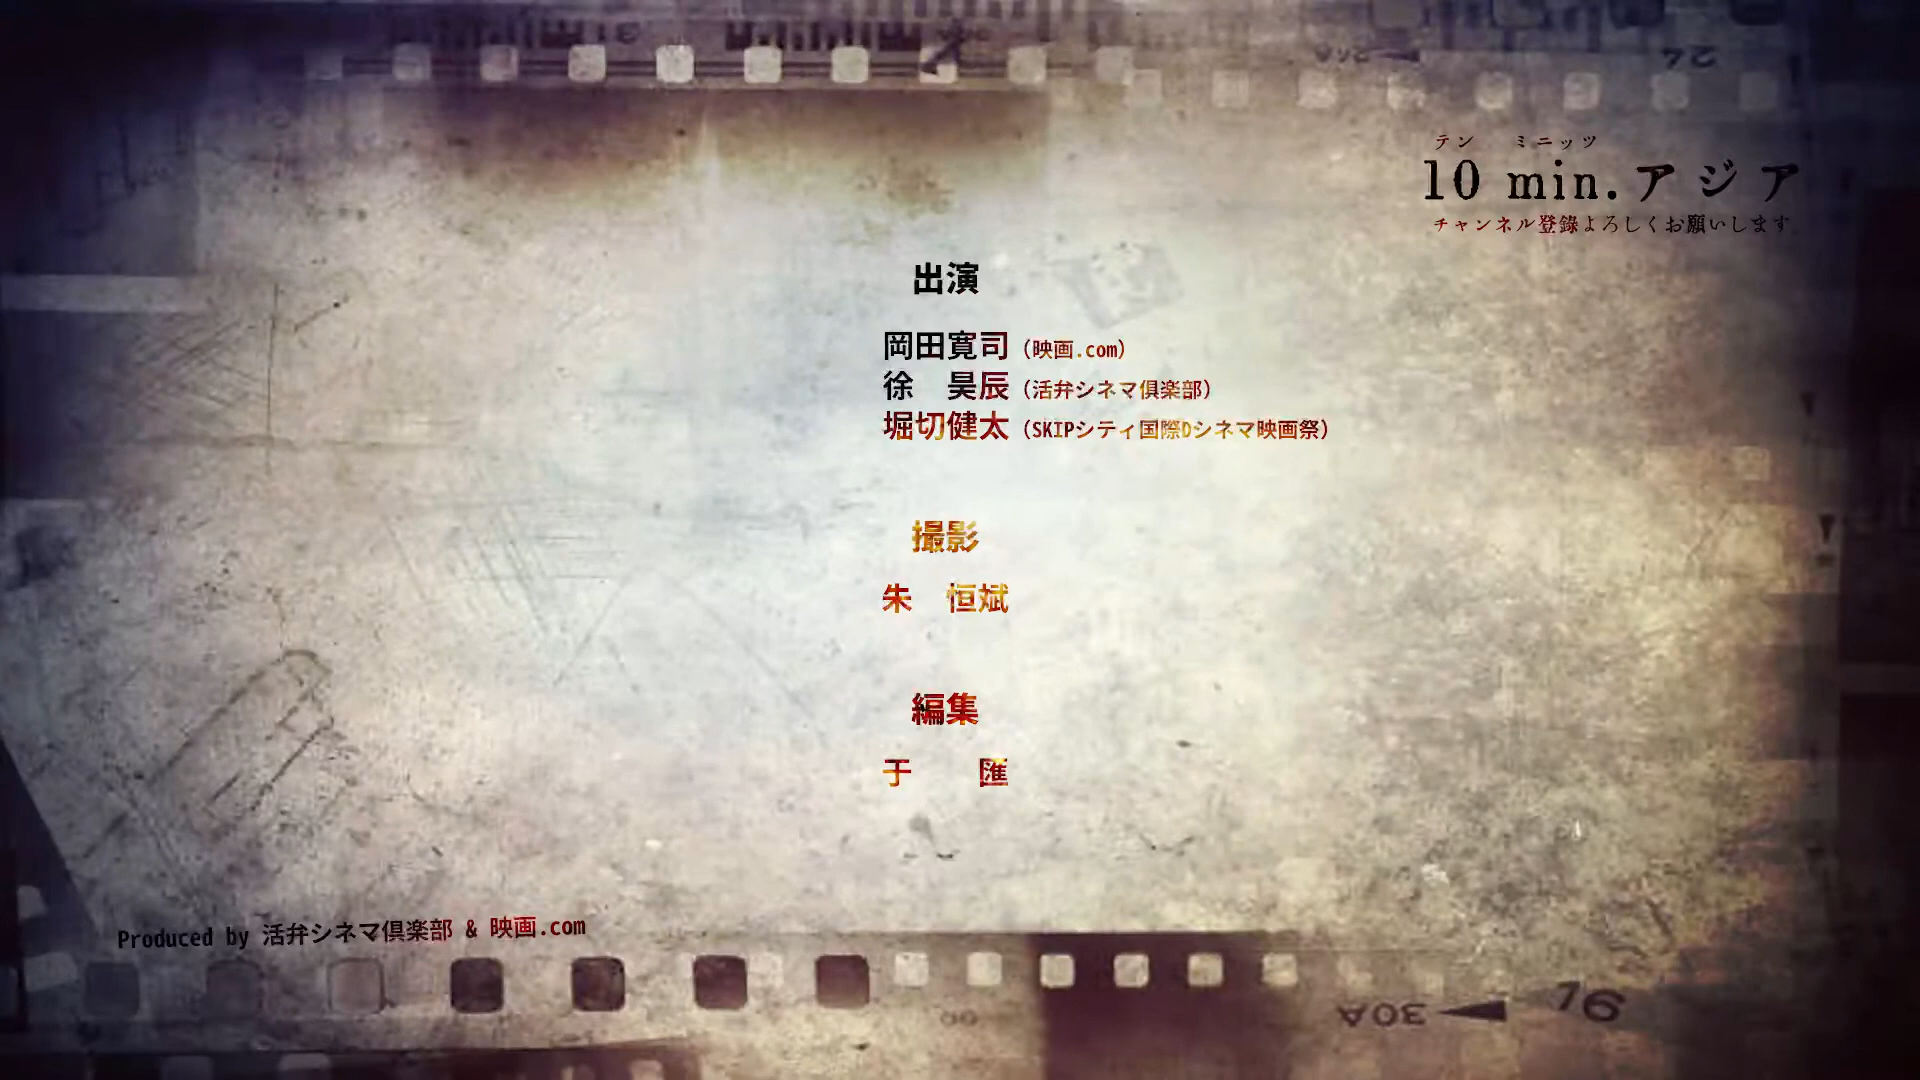 テン ミニッツ
10 min.アジア
チャンネル登録よろしくお願いします
出演
岡田寛司（映画.com）
徐　昊辰（活弁シネマ倶楽部）
堀切健太（SKIPシティ国際Dシネマ映画祭）
撮影
朱　恒斌
編集
于　　匯
Produced by 活弁シネマ倶楽部 & 映画.com
30A
16